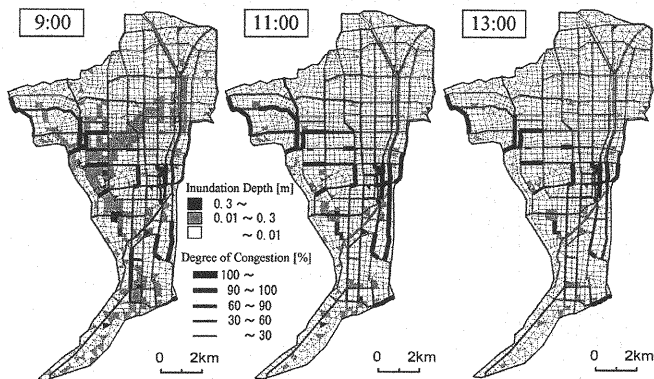 9:00
11:00
13:00
Inundation Depth [m]
0.3 ~
0.01 ~ 0.3
~ 0.01
Degree of Congestion [%]
100 ~
90 ~ 100
60 ~ 90
30 ~ 60
~ 30
0 2km
0 2km
0 2km